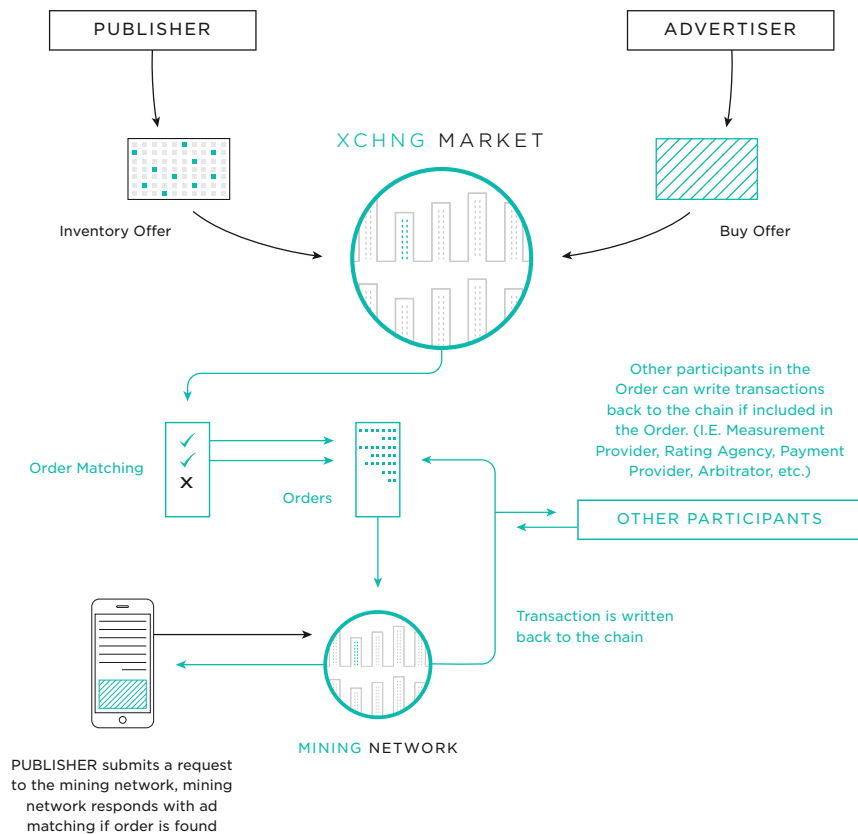 PUBLISHER
ADVERTISER
XCHNG MARKET
Inventory Offer
Buy Offer
Other participants in the
Order can write transactions
back to the chain if included in
the Order. (I.E. Measurement
Provider, Rating Agency, Payment
Provider, Arbitrator, etc.)
Order Matching
X
Orders
OTHER PARTICIPANTS
Transaction is written
back to the chain
MINING NETWORK
PUBLISHER submits a request
to the mining network, mining
network responds with ad
matching if order is found